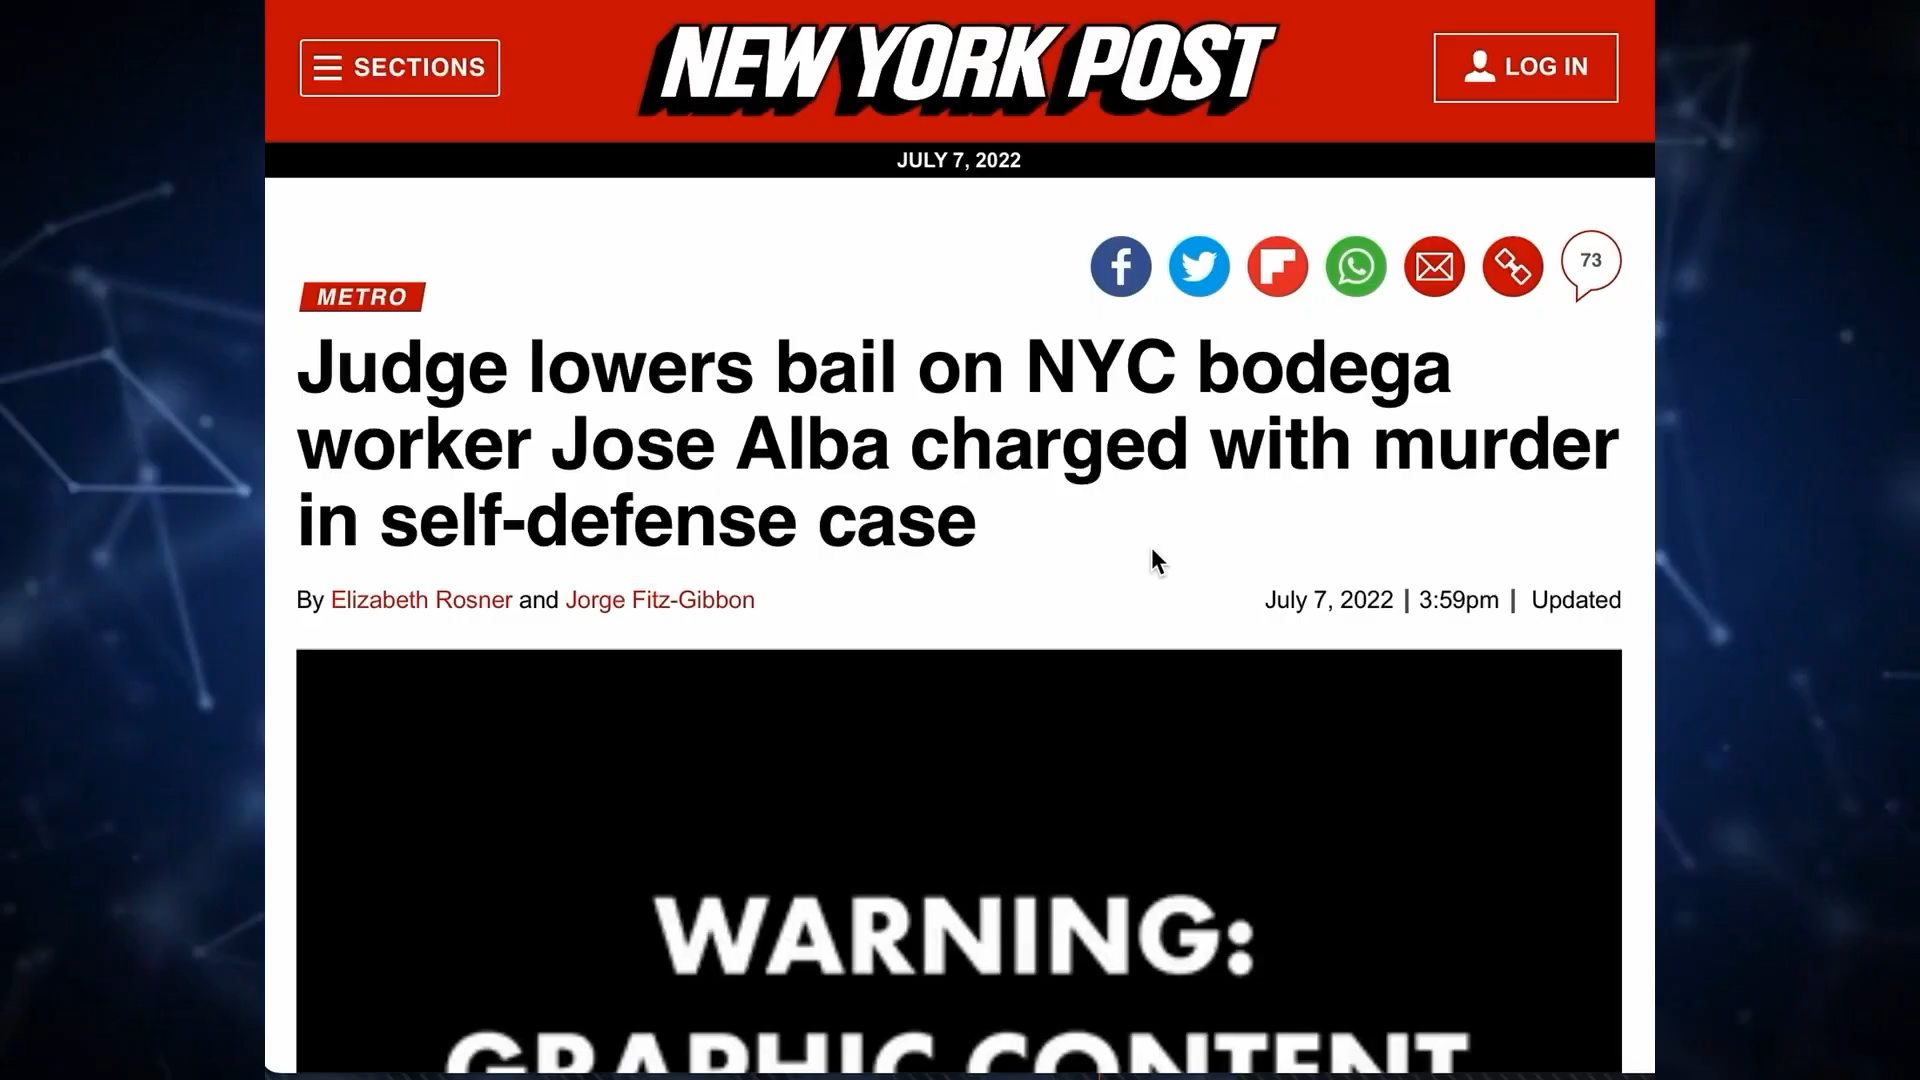 SECTIONS
NEW YORK POST
LOG IN
JULY 7, 2022
73
METRO
Judge lowers bail on NYC bodega
worker Jose Alba charged with murder
in self-defense case
By Elizabeth Rosner and Jorge Fitz-Gibbon
July 7, 2022 | 3:59pm | Updated
WARNING:
GRAPHIC CONTENT